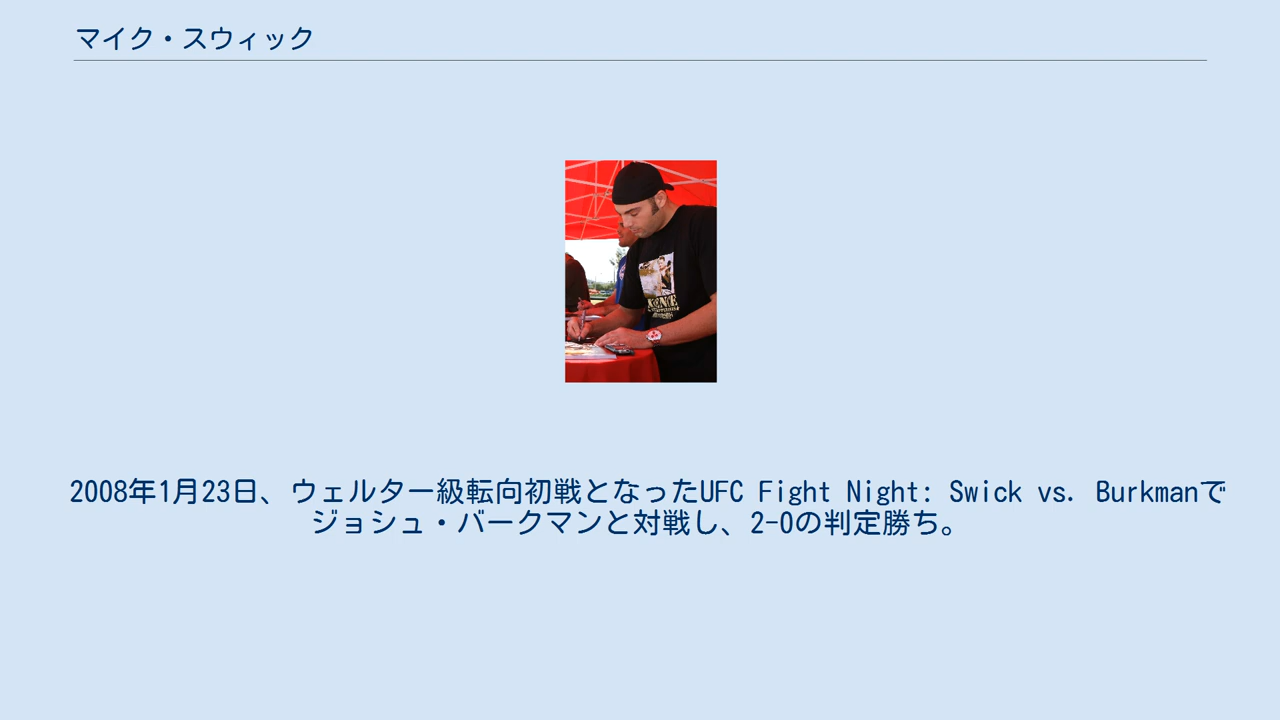 マイク・スウィック
2008年1月23日、ウェルター級転向初戦となったUFC Fight Night: Swick vs. Burkmanで
ジョシュ・バークマンと対戦し、2-0の判定勝ち。